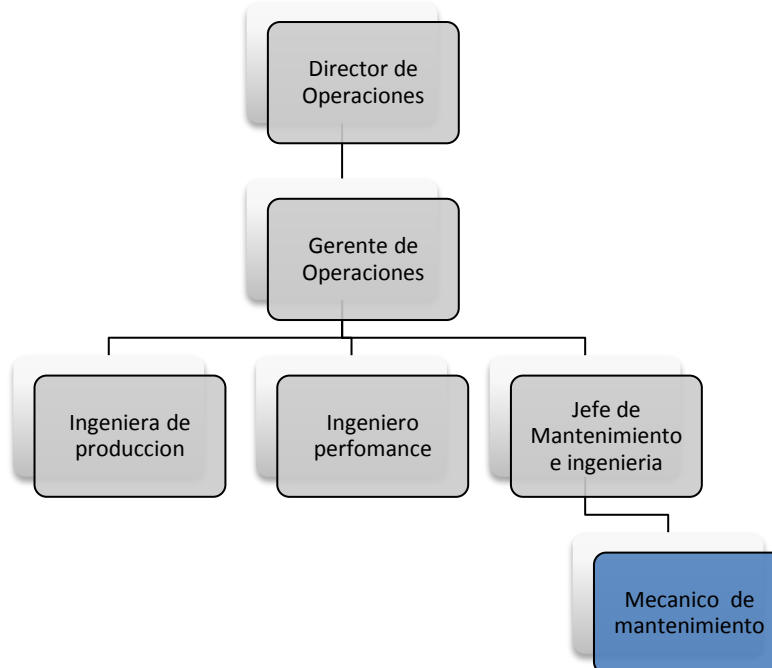 Director de
Operaciones
Gerente de
Operaciones
Ingeniera de
produccion
Ingeniero
perfomance
Jefe de
Mantenimiento
e ingenieria
Mecanico de
mantenimiento